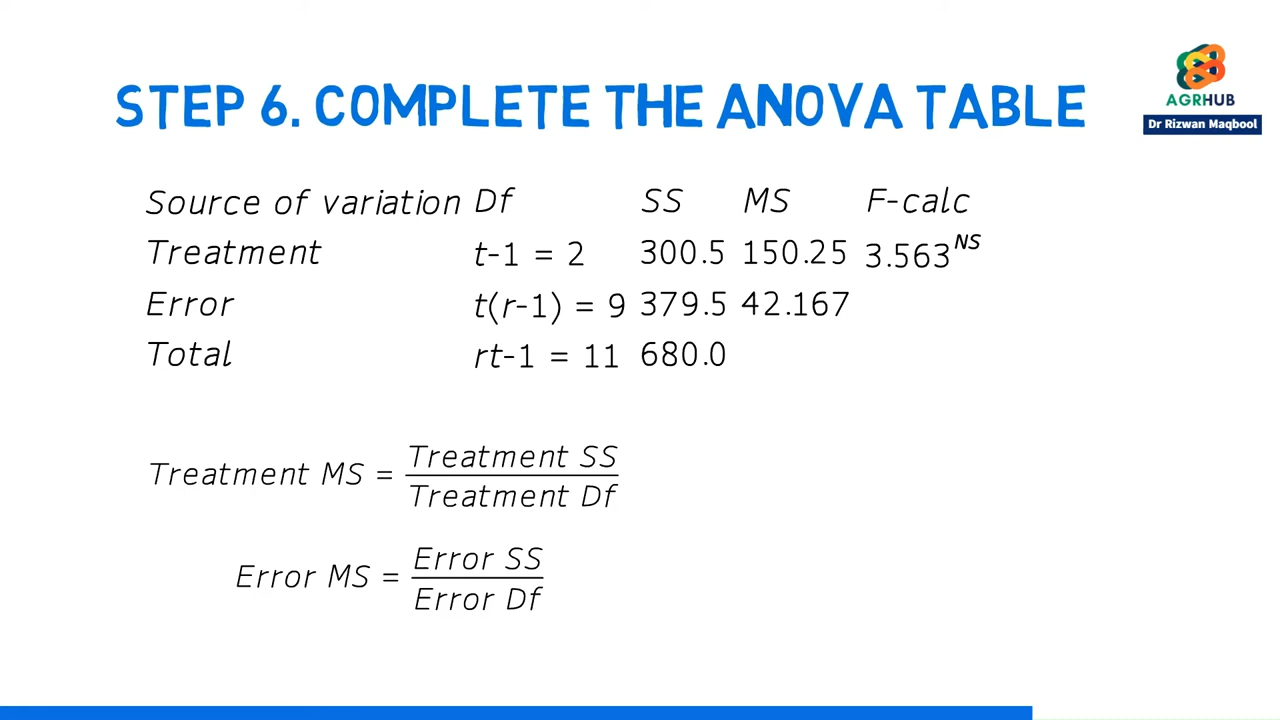 AGRHUB
Dr Rizwan Maqbool
STEP 6. COMPLETE THE ANOVA TABLE
Source of variation Df SS MS F-calc
Treatment t-1 = 2 300.5 150.25 3.563^NS
Error t(r-1) = 9 379.5 42.167
Total rt-1 = 11 680.0
Treatment MS = Treatment SS / Treatment Df
Error MS = Error SS / Error Df